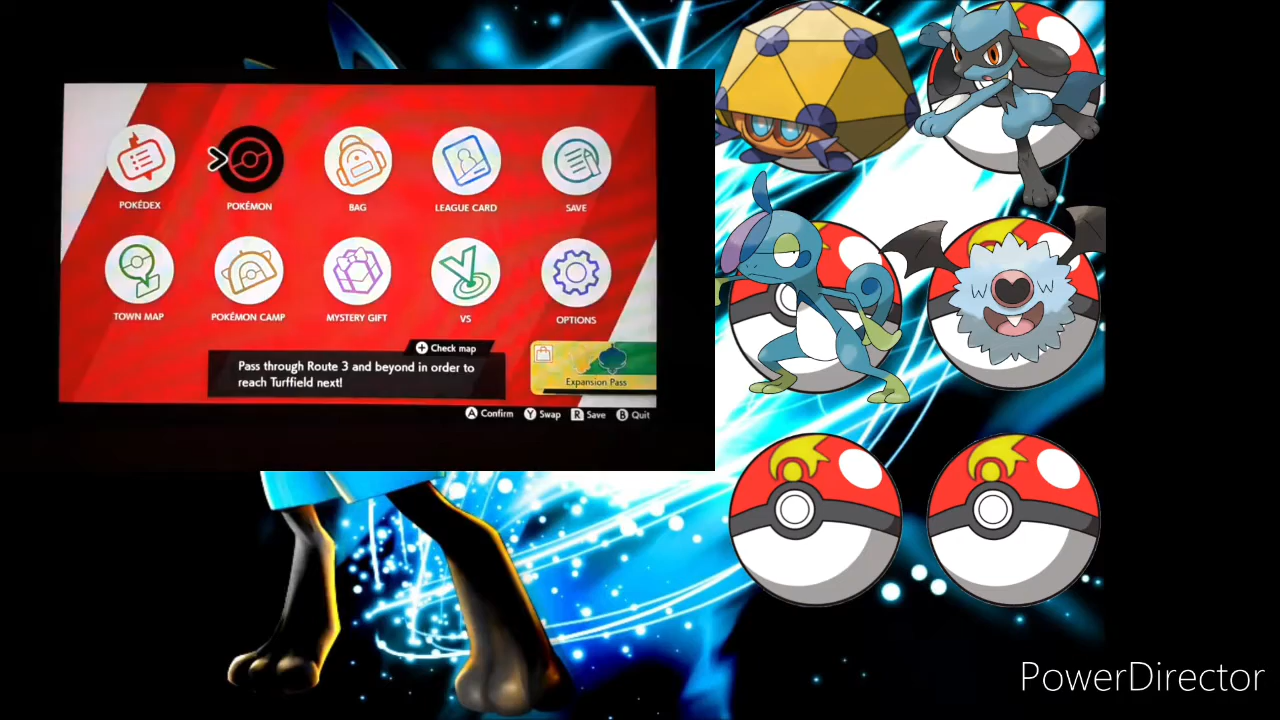 POKÉDEX
POKÉMON
BAG
LEAGUE CARD
SAVE
TOWN MAP
POKÉMON CAMP
MYSTERY GIFT
VS
OPTIONS
+ Check map
Pass through Route 3 and beyond in order to
reach Turffield next!
Expansion Pass
A Confirm Y Swap R Save B Quit
PowerDirector